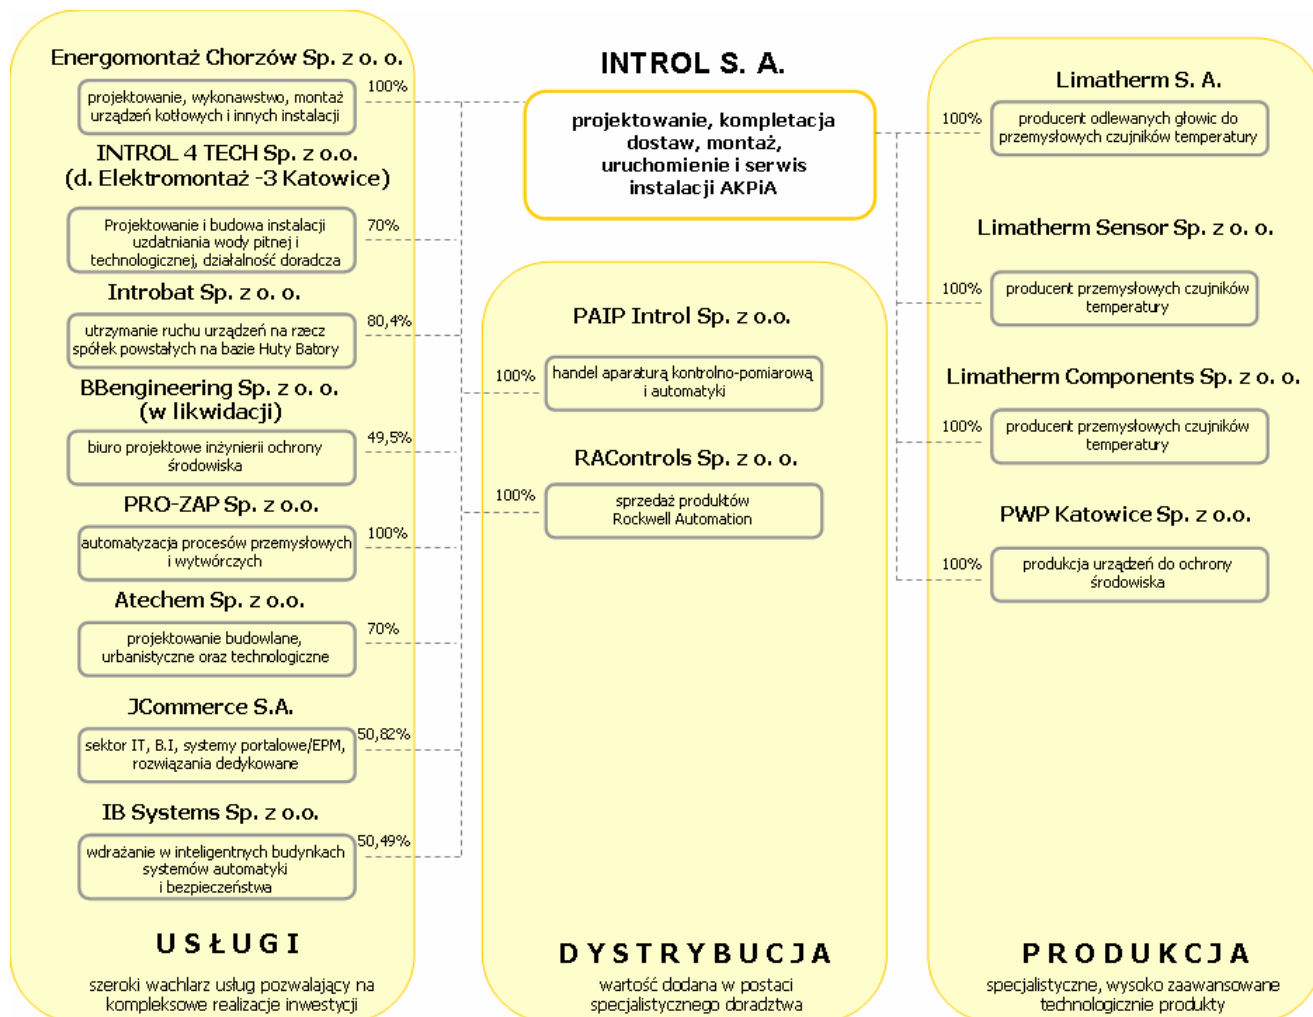 Energomontaż Chorzów Sp. z o. o.
100%
projektowanie, wykonawstwo, montaż
urządzeń kotłowych i innych instalacji
INTROL 4 TECH Sp. z o.o.
(d. Elektromontaż -3 Katowice)
70%
Projektowanie i budowa instalacji
uzdatniania wody pitnej i
technologicznej, działalność doradcza
Introbat Sp. z o. o.
80,4%
utrzymanie ruchu urządzeń na rzecz
spółek powstałych na bazie Huty Batory
BBengineering Sp. z o. o.
(w likwidacji)
49,5%
biuro projektowe inżynierii ochrony
środowiska
PRO-ZAP Sp. z o.o.
100%
automatyzacja procesów przemysłowych
i wytwórczych
Atechem Sp. z o.o.
70%
projektowanie budowlane,
urbanistyczne oraz technologiczne
JCommerce S.A.
50,82%
sektor IT, B.I, systemy portalowe/EPM,
rozwiązania dedykowane
IB Systems Sp. z o.o.
50,49%
wdrażanie w inteligentnych budynkach
systemów automatyki
i bezpieczeństwa
USŁUGI
szeroki wachlarz usług pozwalający na
kompleksowe realizacje inwestycji
INTROL S. A.
projektowanie, kompletacja
dostaw, montaż,
uruchomienie i serwis
instalacji AKPiA
PAIP Introl Sp. z o.o.
100%
handel aparaturą kontrolno-pomiarową
i automatyki
RAControls Sp. z o. o.
100%
sprzedaż produktów
Rockwell Automation
DYSTRYBUCJA
wartość dodana w postaci
specjalistycznego doradztwa
Limatherm S. A.
100%
producent odlewanych głowic do
przemysłowych czujników temperatury
Limatherm Sensor Sp. z o. o.
100%
producent przemysłowych czujników
temperatury
Limatherm Components Sp. z o. o.
100%
producent przemysłowych czujników
temperatury
PWP Katowice Sp. z o.o.
100%
produkcja urządzeń do ochrony
środowiska
PRODUKCJA
specjalistyczne, wysoko zaawansowane
technologicznie produkty